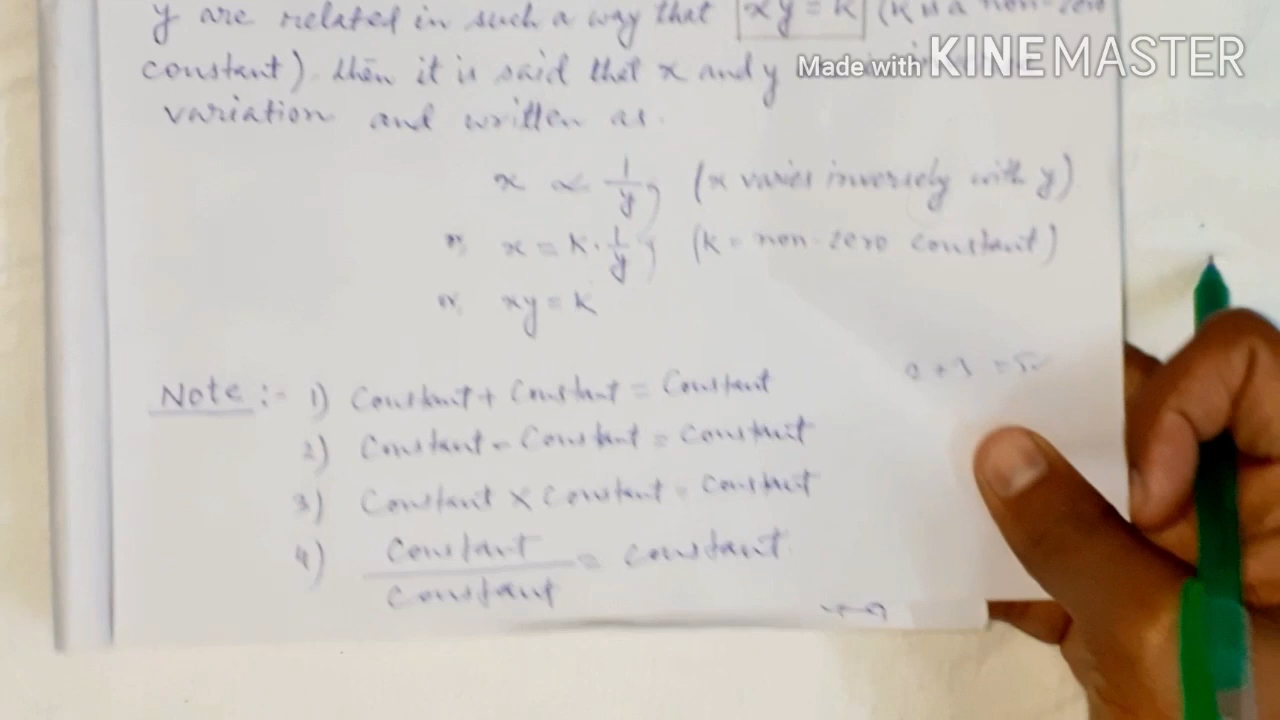 y are related in such a way that xy = k (k is a non-zero
constant). then it is said that x and y
Made with KINEMASTER
variation and written as.
x ∝ 1/y, (x varies inversely with y)
or, x = k. 1/y, (k = non-zero constant)
or, xy = k
Note :- 1) Constant + Constant = Constant
2) Constant - Constant = Constant
3) Constant × Constant = Constant
4) Constant/Constant = Constant.